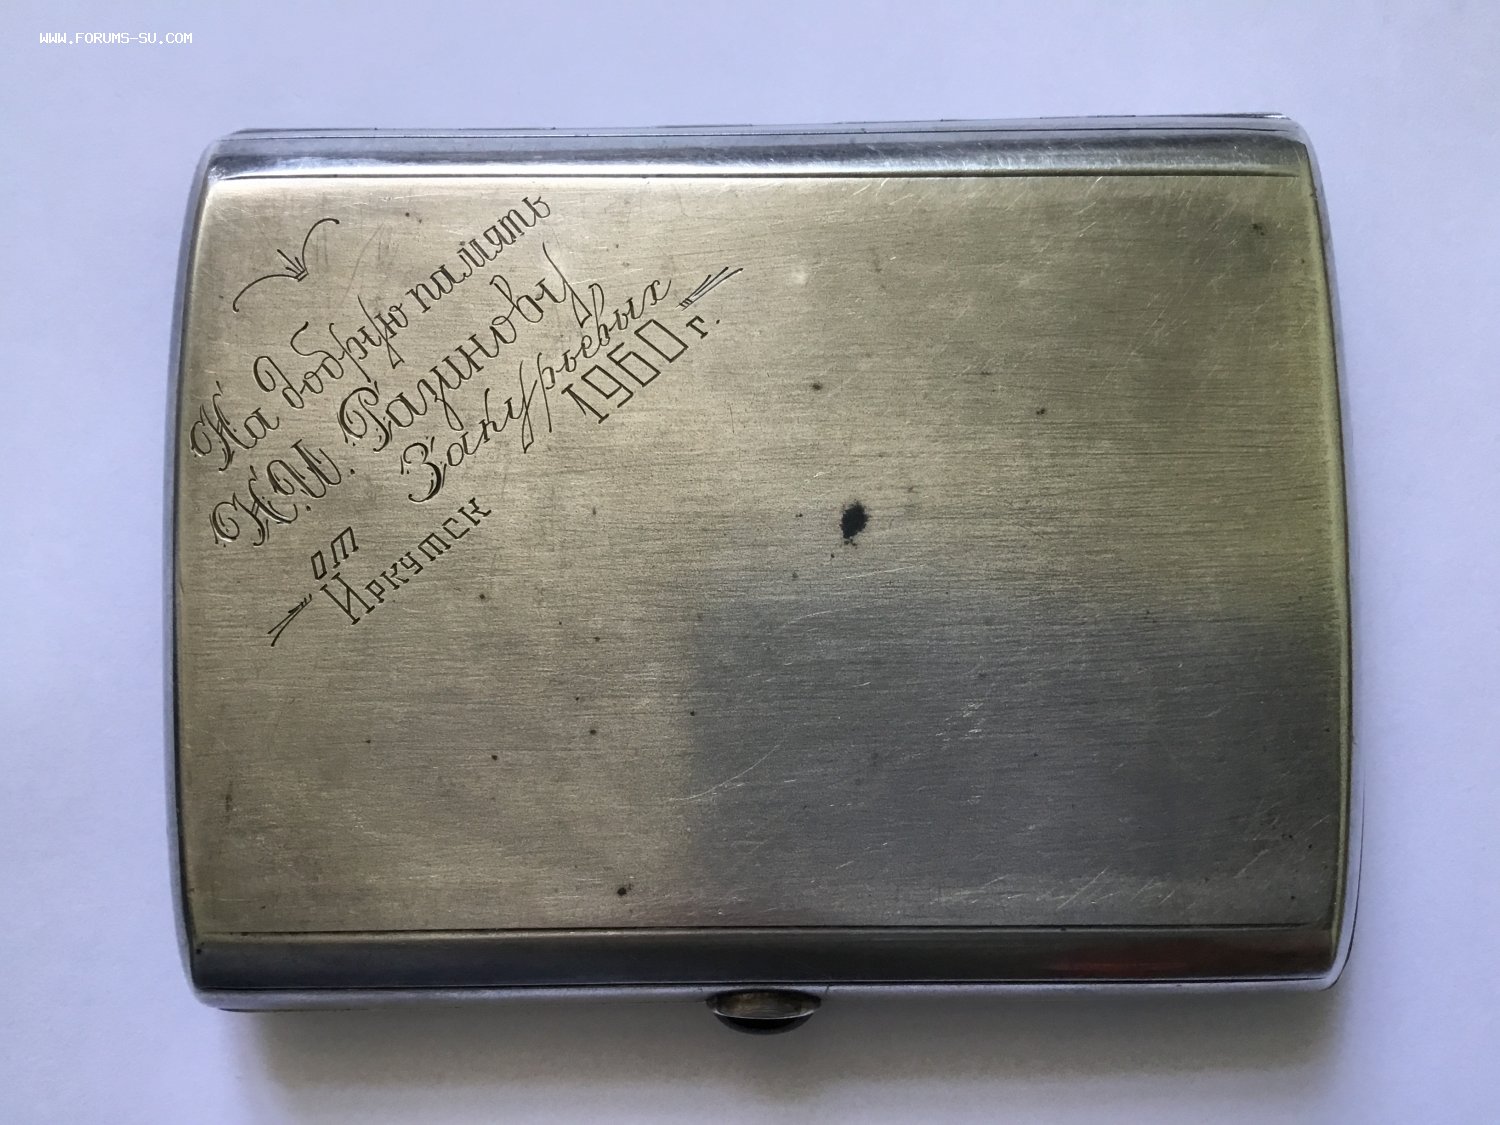 WWW.FORUMS-SU.COM
На добрую память
Н.И. Разинову
от Закурьевых
Иркутск 1960 г.